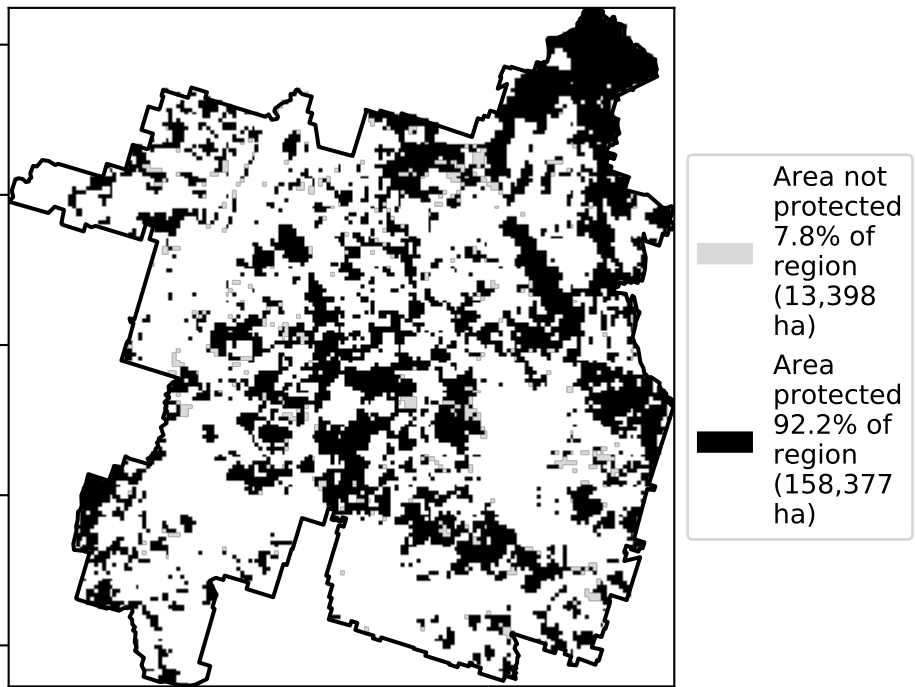 Area not
protected
7.8% of
region
(13,398
ha)
Area
protected
92.2% of
region
(158,377
ha)